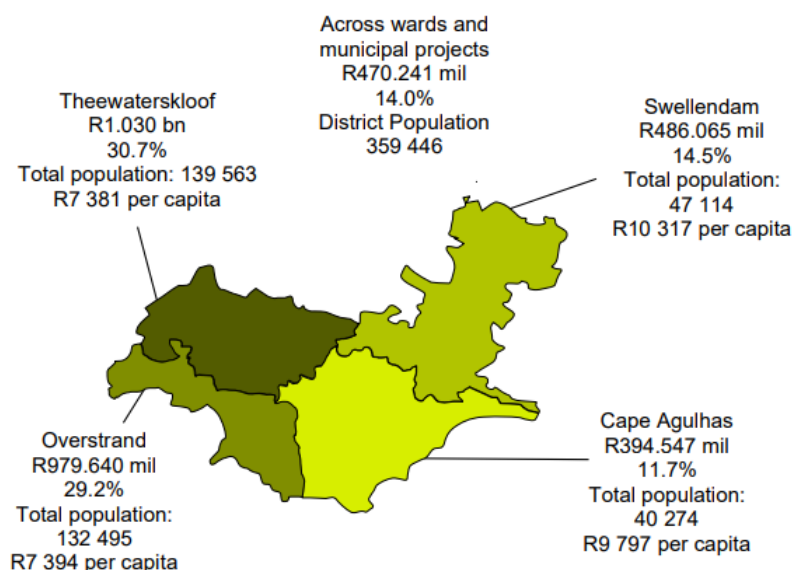 Across wards and
municipal projects
R470.241 mil
14.0%
District Population
359 446
Theewaterskloof
R1.030 bn
30.7%
Total population: 139 563
R7 381 per capita
Swellendam
R486.065 mil
14.5%
Total population:
47 114
R10 317 per capita
Overstrand
R979.640 mil
29.2%
Total population:
132 495
R7 394 per capita
Cape Agulhas
R394.547 mil
11.7%
Total population:
40 274
R9 797 per capita